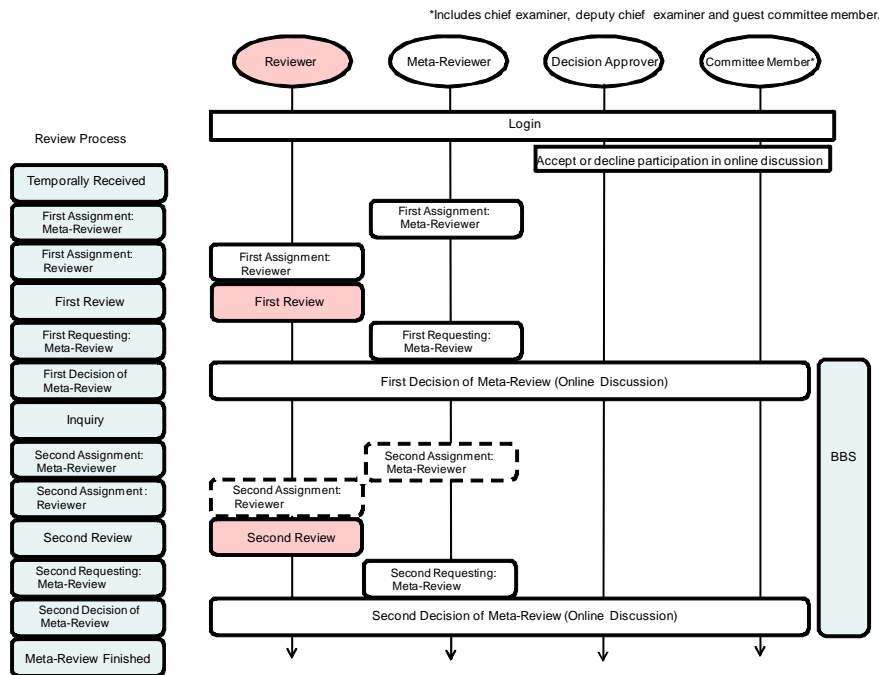 *Includes chief examiner, deputy chief examiner and guest committee member.
Reviewer
Meta-Reviewer
Decision Approver
Committee Member*
Login
Review Process
Accept or decline participation in online discussion
Temporally Received
First Assignment:
Meta-Reviewer
First Assignment:
Meta-Reviewer
First Assignment:
Reviewer
First Assignment:
Reviewer
First Review
First Review
First Requesting:
Meta-Review
First Requesting:
Meta-Review
First Decision of
Meta-Review
First Decision of Meta-Review (Online Discussion)
Inquiry
Second Assignment:
Meta-Reviewer
Second Assignment:
Meta-Reviewer
BBS
Second Assignment:
Reviewer
Second Assignment:
Reviewer
Second Review
Second Review
Second Requesting:
Meta-Review
Second Requesting:
Meta-Review
Second Decision of
Meta-Review
Second Decision of Meta-Review (Online Discussion)
Meta-Review Finished